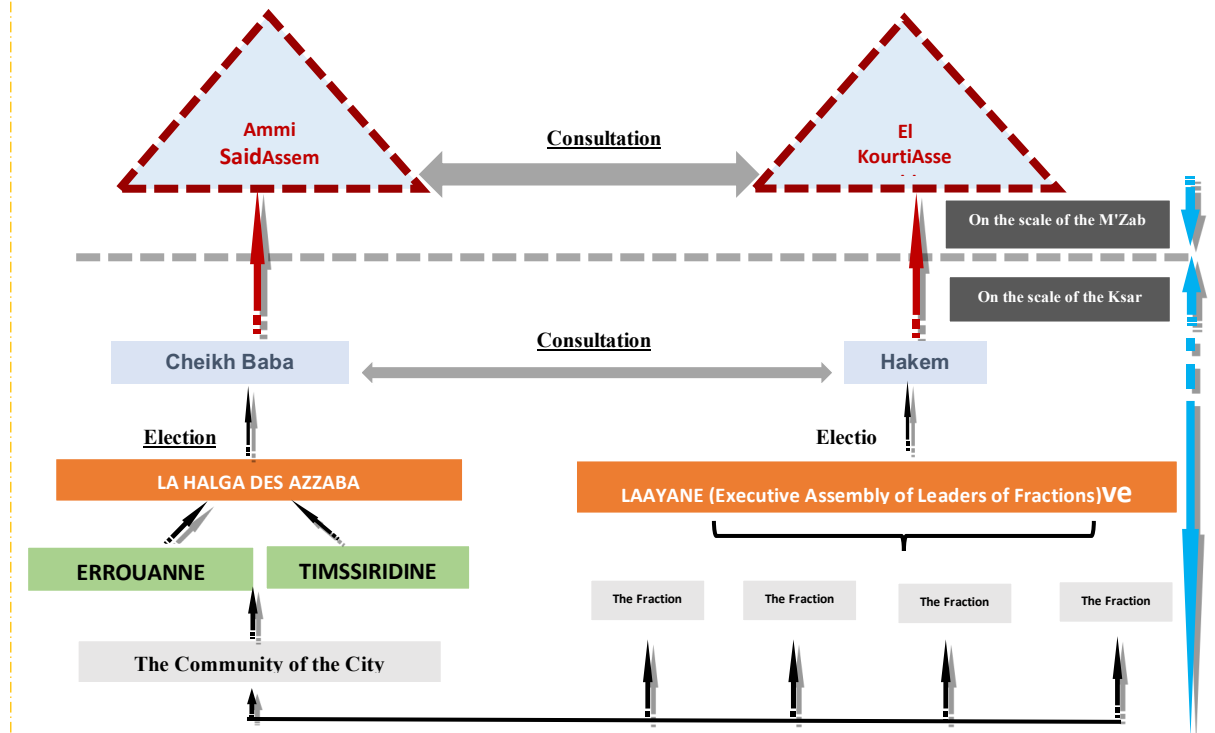 Ammi
SaidAssem
El
KourtiAsse
Consultation
On the scale of the M'Zab
On the scale of the Ksar
Consultation
Cheikh Baba
Hakem
Election
Electio
LA HALGA DES AZZABA
LAAYANE (Executive Assembly of Leaders of Fractions)ve
ERROUANNE
TIMSSIRIDINE
The Fraction
The Fraction
The Fraction
The Fraction
The Community of the City